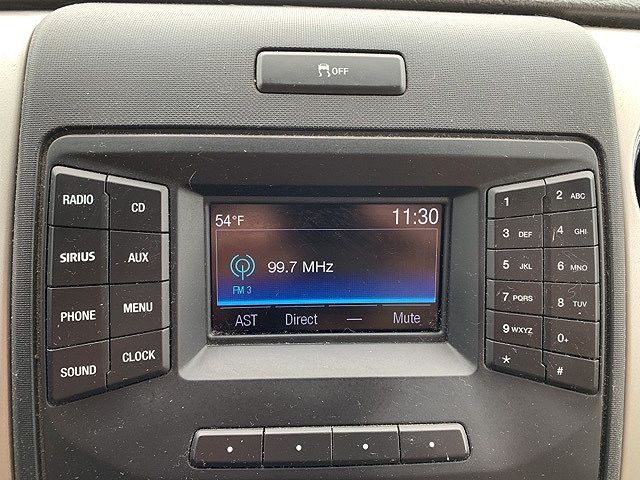 OFF
RADIO
CD
SIRIUS
AUX
PHONE
MENU
SOUND
CLOCK
54°F 11:30
99.7 MHz
FM 3
AST Direct — Mute
1 2 ABC
3 DEF 4 GHI
5 JKL 6 MNO
7 PQRS 8 TUV
9 WXYZ 0+
* #